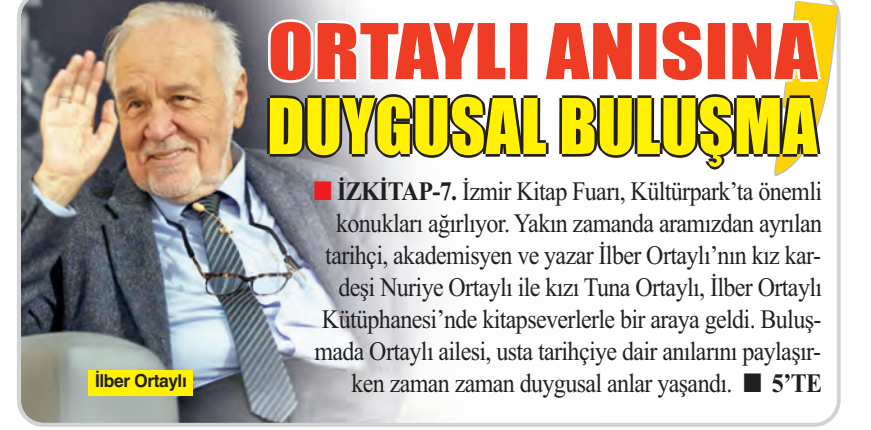 ORTAYLI ANISINA
DUYGUSAL BULUŞMA
■ İZKİTAP-7. İzmir Kitap Fuarı, Kültürpark’ta önemli
konukları ağırlıyor. Yakın zamanda aramızdan ayrılan
tarihçi, akademisyen ve yazar İlber Ortaylı’nın kız kar-
deşi Nuriye Ortaylı ile kızı Tuna Ortaylı, İlber Ortaylı
Kütüphanesi’nde kitapseverlerle bir araya geldi. Buluş-
mada Ortaylı ailesi, usta tarihçiye dair anılarını paylaşır-
ken zaman zaman duygusal anlar yaşandı. ■ 5’TE
İlber Ortaylı